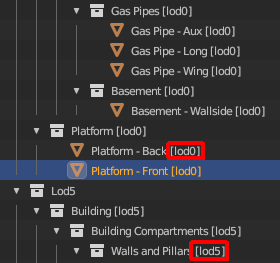 Gas Pipes [lod0]
Gas Pipe - Aux [lod0]
Gas Pipe - Long [lod0]
Gas Pipe - Wing [lod0]
Basement [lod0]
Basement - Wallside [lod0]
Platform [lod0]
Platform - Back [lod0]
Platform - Front [lod0]
Lod5
Building [lod5]
Building Compartments [lod5]
Walls and Pillars [lod5]